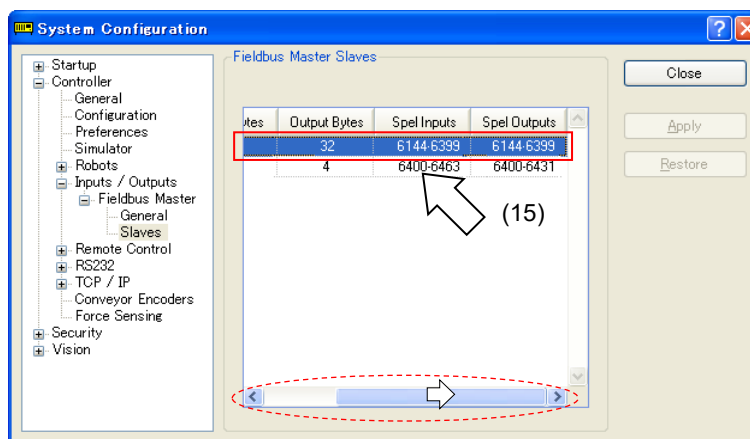 System Configuration
Startup
Controller
General
Configuration
Preferences
Simulator
Robots
Inputs / Outputs
Fieldbus Master
General
Slaves
Remote Control
RS232
TCP / IP
Conveyor Encoders
Force Sensing
Security
Vision
Fieldbus Master Slaves
ytes Output Bytes Spel Inputs Spel Outputs
32 6144-6399 6144-6399
4 6400-6463 6400-6431
(15)
Close
Apply
Restore